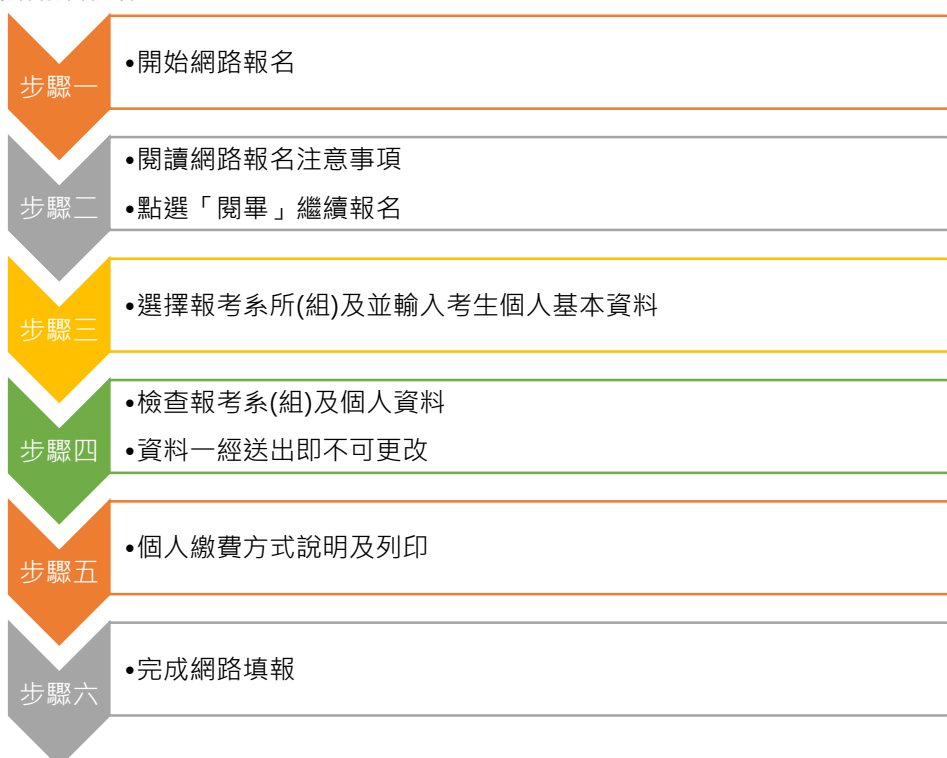 步驟一
•開始網路報名
步驟二
•閱讀網路報名注意事項
•點選「閱畢」繼續報名
步驟三
•選擇報考系所(組)及並輸入考生個人基本資料
步驟四
•檢查報考系(組)及個人資料
•資料一經送出即不可更改
步驟五
•個人繳費方式說明及列印
步驟六
•完成網路填報